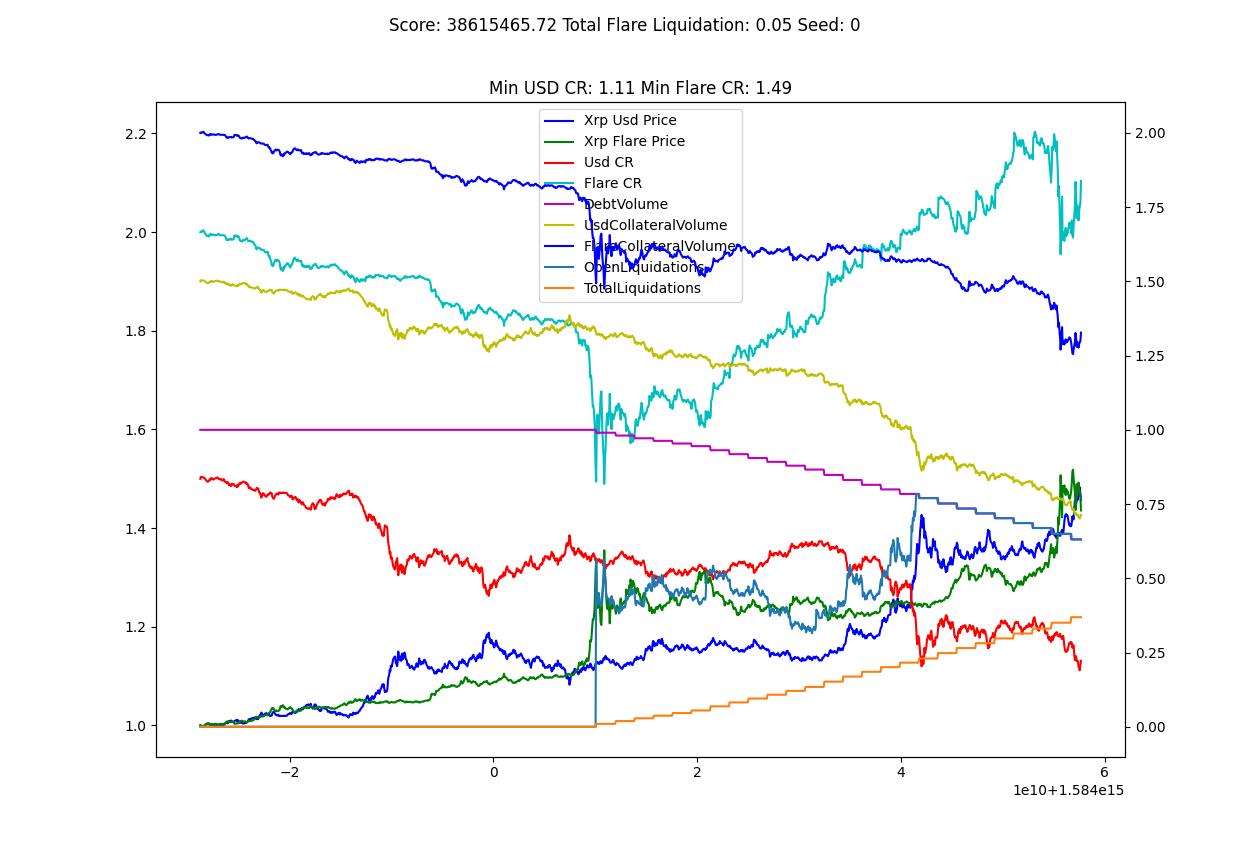 Score: 38615465.72 Total Flare Liquidation: 0.05 Seed: 0
Min USD CR: 1.11 Min Flare CR: 1.49
Xrp Usd Price
Xrp Flare Price
Usd CR
Flare CR
DebtVolume
UsdCollateralVolume
FlareCollateralVolume
OpenLiquidations
TotalLiquidations
2.2
2.0
1.8
1.6
1.4
1.2
1.0
2.00
1.75
1.50
1.25
1.00
0.75
0.50
0.25
0.00
−2 0 2 4 6
1e10+1.584e15